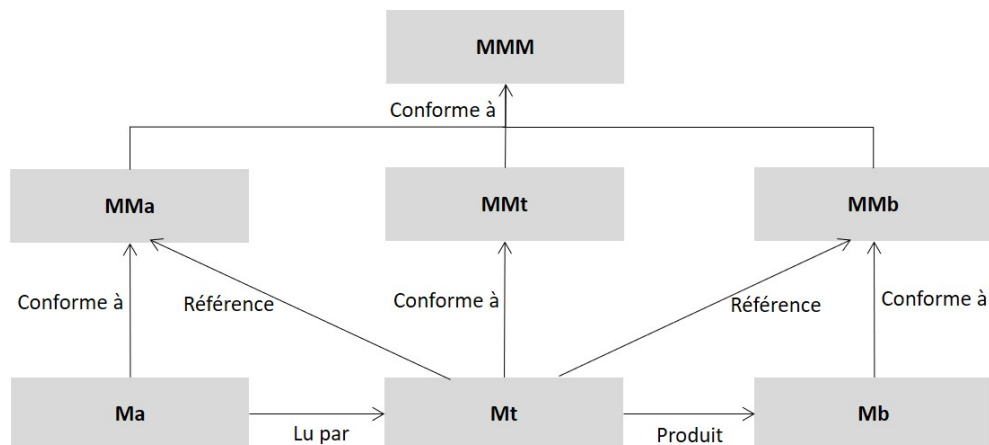 MMM
Conforme à
MMa
MMt
MMb
Conforme à
Référence
Conforme à
Référence
Conforme à
Ma
Lu par
Mt
Produit
Mb